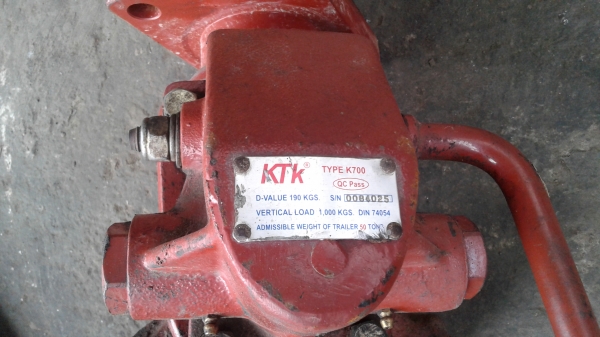 KTK® TYPE K700
QC Pass
D-VALUE 190 KGS. S/N 0084025
VERTICAL LOAD 1,000 KGS. DIN 74054
ADMISSIBLE WEIGHT OF TRAILER 50 TON